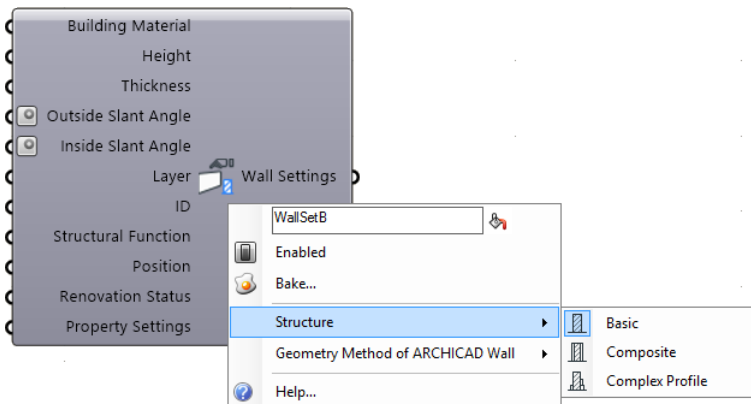 Building Material
Height
Thickness
Outside Slant Angle
Inside Slant Angle
Layer
ID
Structural Function
Position
Renovation Status
Property Settings
Wall Settings
WallSetB
Enabled
Bake...
Structure
Geometry Method of ARCHICAD Wall
Help...
Basic
Composite
Complex Profile